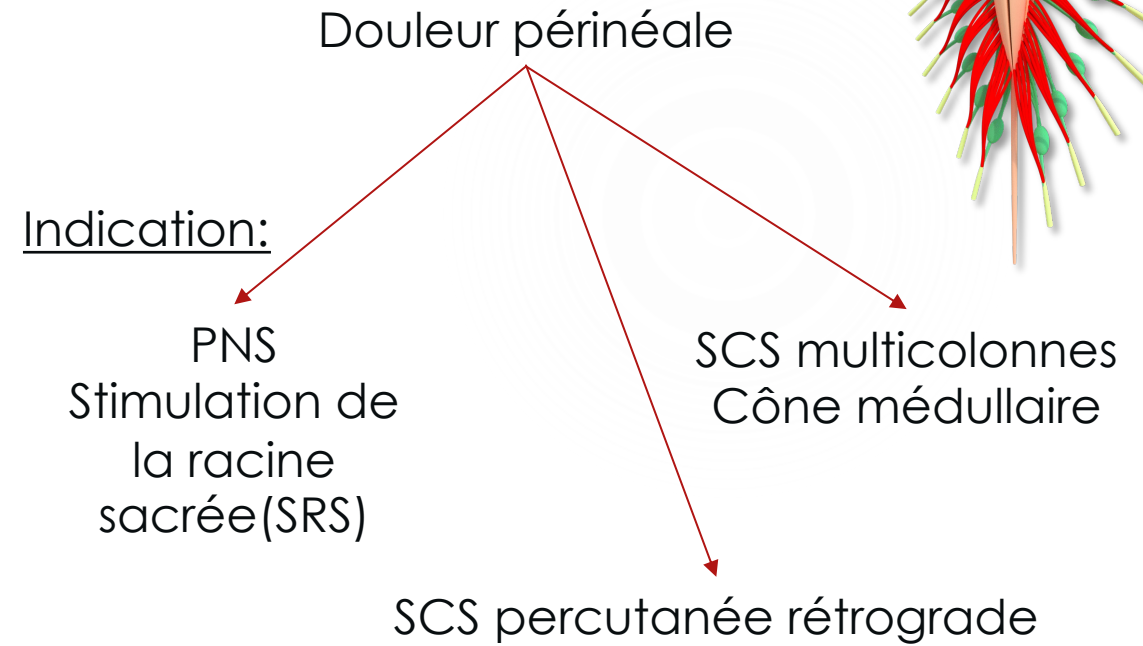 Douleur périnéale
Indication:
PNS
Stimulation de
la racine
sacrée(SRS)
SCS multicolonnes
Cône médullaire
SCS percutanée rétrograde